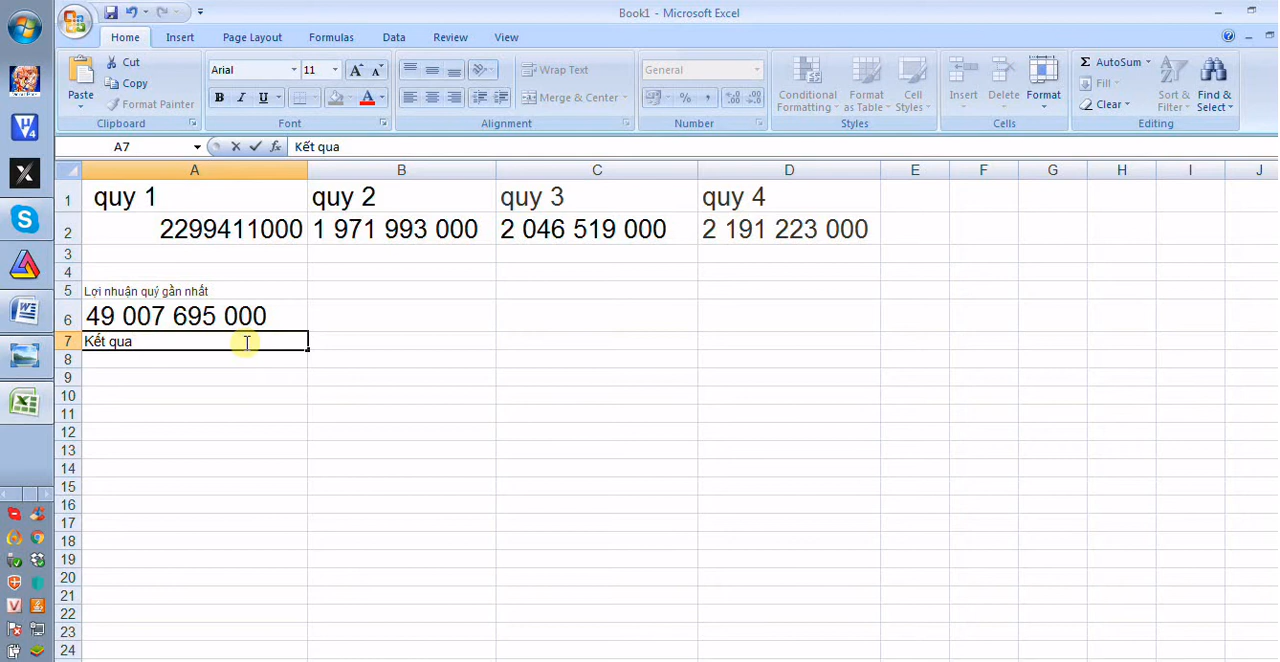 Book1 - Microsoft Excel
Home Insert Page Layout Formulas Data Review View
Paste Cut Copy Format Painter Clipboard
Arial 11 B I U Font
Wrap Text Merge & Center Alignment
General % , Number
Conditional Formatting Format as Table Cell Styles Styles
Insert Delete Format Cells
Σ AutoSum Fill Clear Sort & Filter Find & Select Editing
A7 fx Kết qua
A B C D E F G H I J
1 quy 1 quy 2 quy 3 quy 4
2 2299411000 1 971 993 000 2 046 519 000 2 191 223 000
3
4
5 Lợi nhuận quý gần nhất
6 49 007 695 000
7 Kết qua
8
9
10
11
12
13
14
15
16
17
18
19
20
21
22
23
24